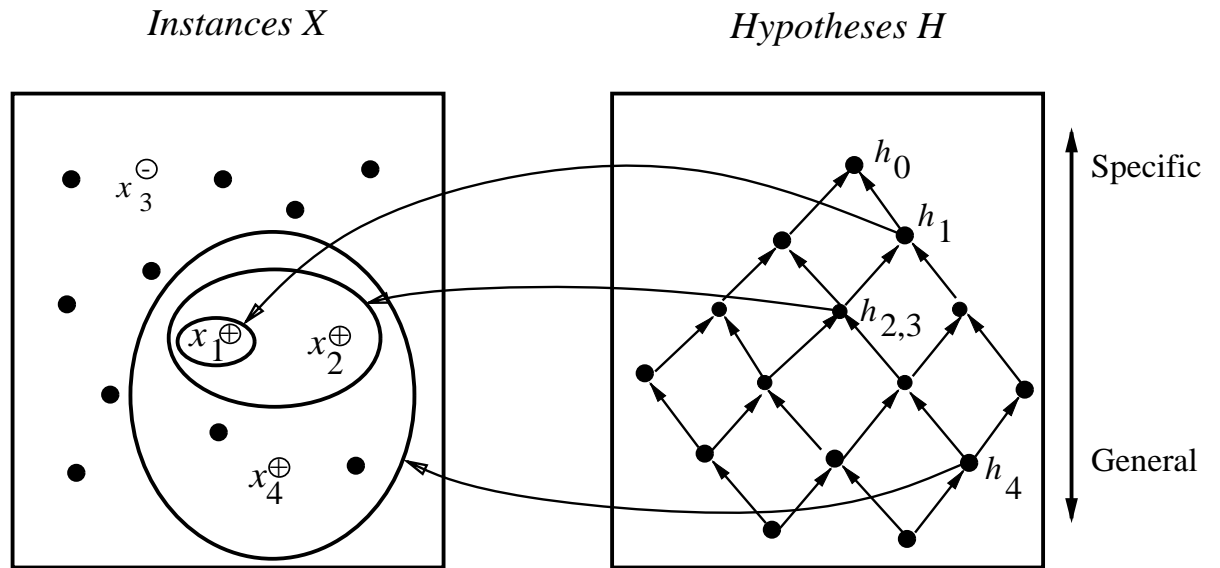 Instances X
Hypotheses H
x3 ⊖
x1 ⊕
x2 ⊕
x4 ⊕
h0
h1
h2,3
h4
Specific
General